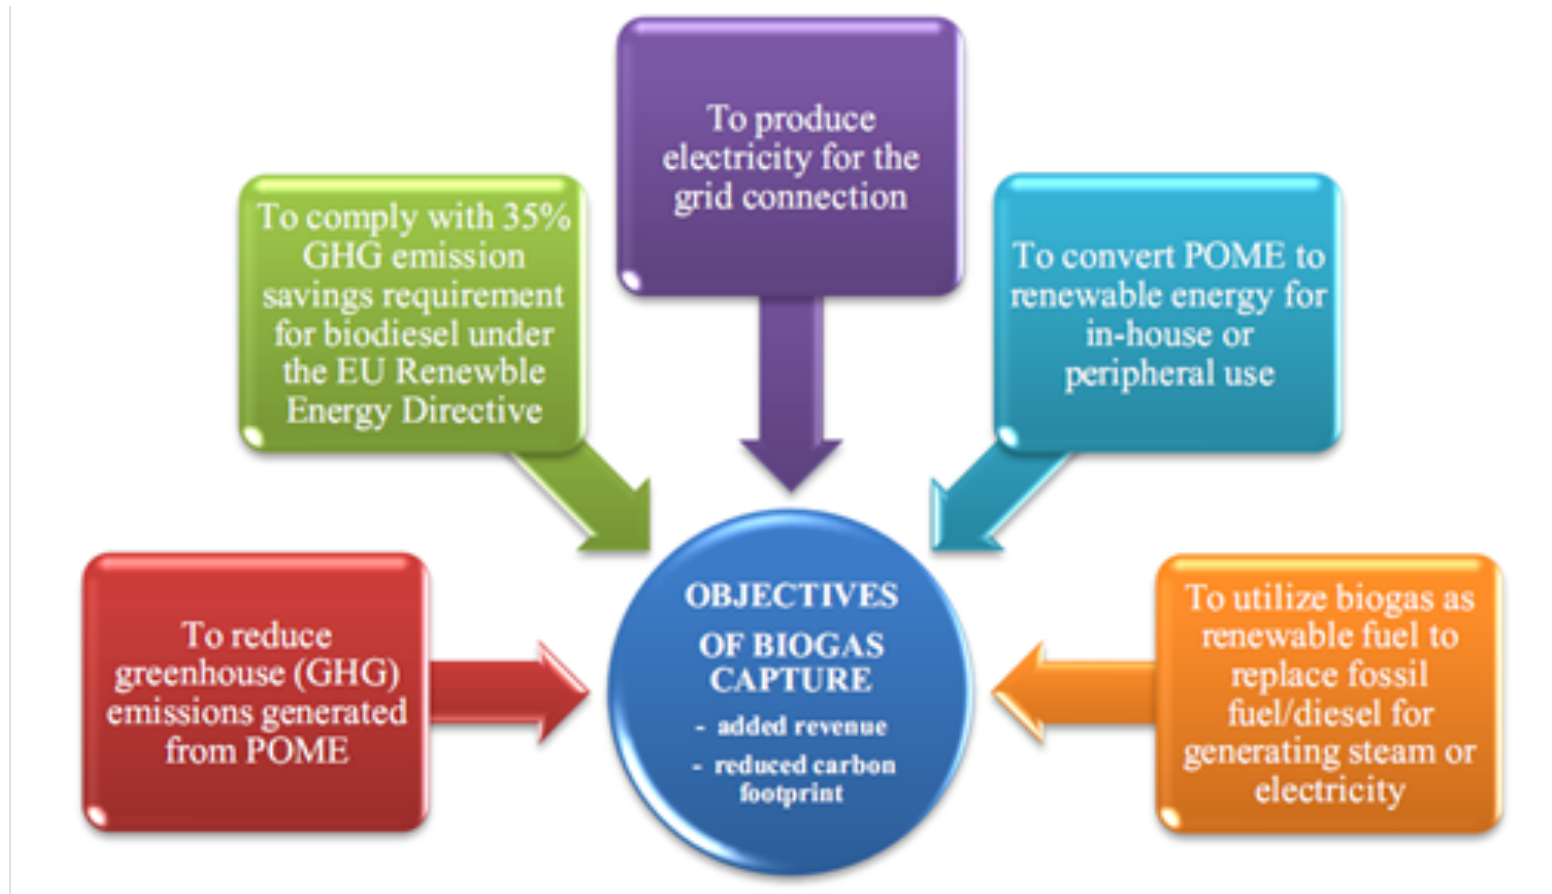 To produce
electricity for the
grid connection
To comply with 35%
GHG emission
savings requirement
for biodiesel under
the EU Renewble
Energy Directive
To convert POME to
renewable energy for
in-house or
peripheral use
To reduce
greenhouse (GHG)
emissions generated
from POME
OBJECTIVES
OF BIOGAS
CAPTURE
- added revenue
- reduced carbon
footprint
To utilize biogas as
renewable fuel to
replace fossil
fuel/diesel for
generating steam or
electricity